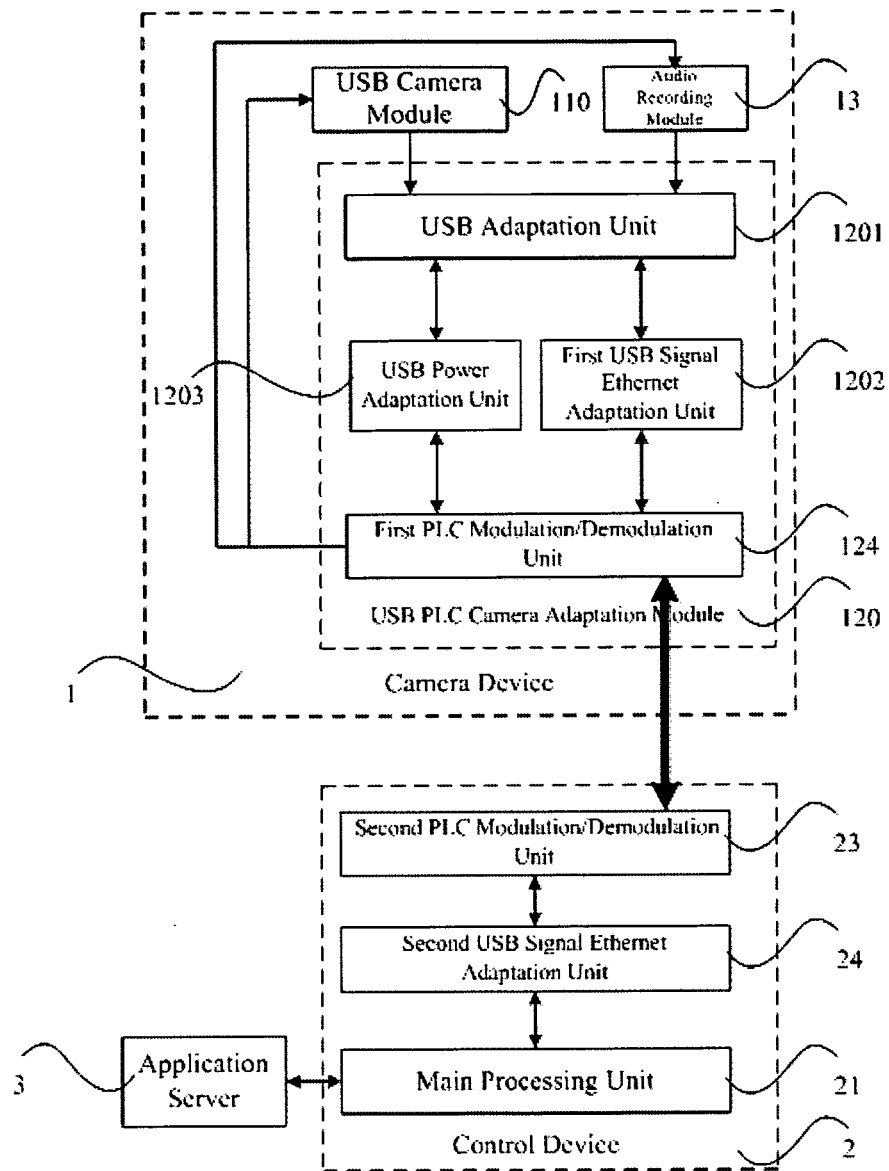 USB Camera
Module
110
Audio
Recording
Module
13
USB Adaptation Unit
1201
USB Power
Adaptation Unit
1203
First USB Signal
Ethernet
Adaptation Unit
1202
First PLC Modulation/Demodulation
Unit
124
USB PLC Camera Adaptation Module
120
1
Camera Device
Second PLC Modulation/Demodulation
Unit
23
Second USB Signal Ethernet
Adaptation Unit
24
3
Application
Server
Main Processing Unit
21
Control Device
2